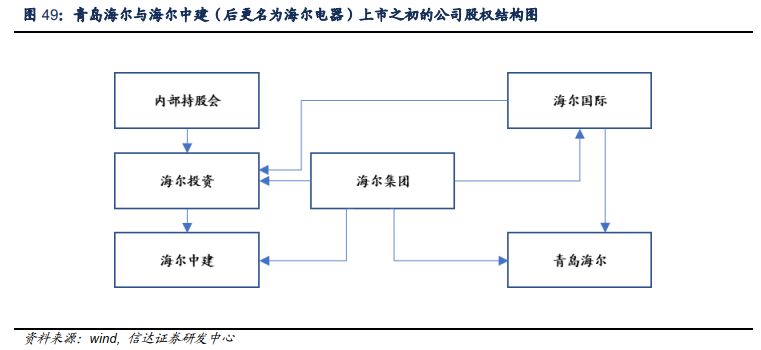 图 49：青岛海尔与海尔中建（后更名为海尔电器）上市之初的公司股权结构图
内部持股会
海尔国际
海尔投资
海尔集团
海尔中建
青岛海尔
资料来源：wind, 信达证券研发中心